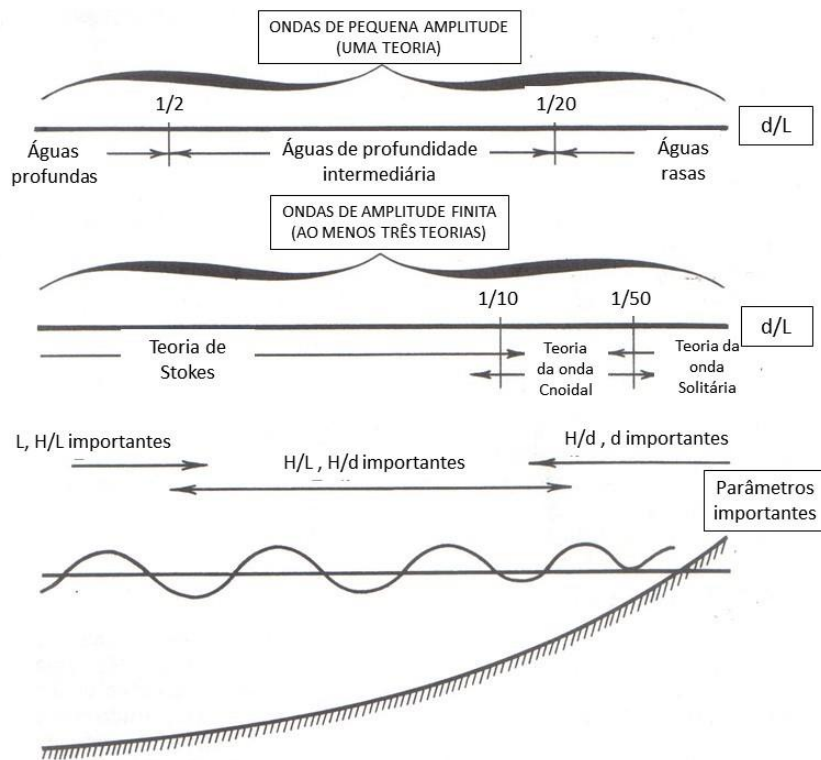 ONDAS DE PEQUENA AMPLITUDE
(UMA TEORIA)
1/2
1/20
d/L
Águas
profundas
Águas de profundidade
intermediária
Águas
rasas
ONDAS DE AMPLITUDE FINITA
(AO MENOS TRÊS TEORIAS)
1/10
1/50
d/L
Teoria de
Stokes
Teoria
da onda
Cnoidal
Teoria da
onda
Solitária
L, H/L importantes
H/L , H/d importantes
H/d , d importantes
Parâmetros
importantes